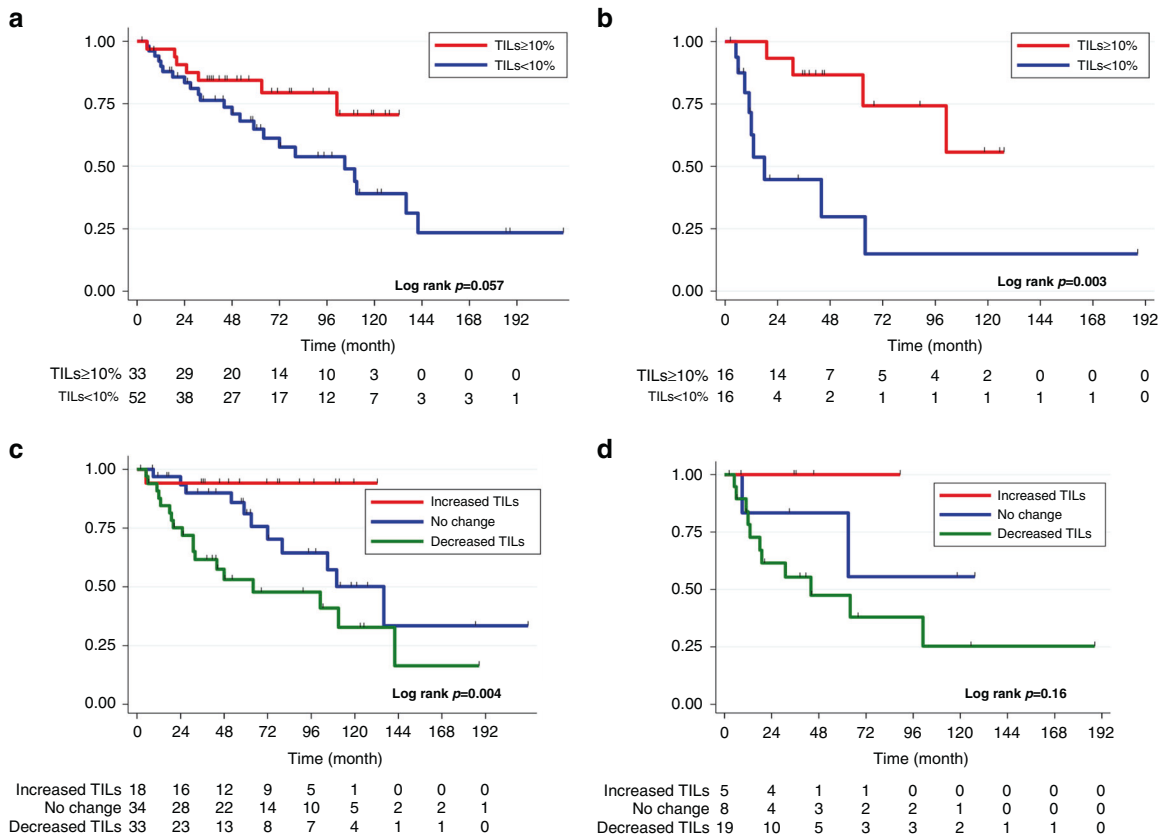 a
1.00
0.75
0.50
0.25
0.00
TILs≥10%
TILs<10%
Log rank p=0.057
0 24 48 72 96 120 144 168 192
Time (month)
TILs≥10% 33 29 20 14 10 3 0 0 0
TILs<10% 52 38 27 17 12 7 3 3 1
b
1.00
0.75
0.50
0.25
0.00
TILs≥10%
TILs<10%
Log rank p=0.003
0 24 48 72 96 120 144 168 192
Time (month)
TILs≥10% 16 14 7 5 4 2 0 0 0
TILs<10% 16 4 2 1 1 1 1 1 0
c
1.00
0.75
0.50
0.25
0.00
Increased TILs
No change
Decreased TILs
Log rank p=0.004
0 24 48 72 96 120 144 168 192
Time (month)
Increased TILs 18 16 12 9 5 1 0 0 0
No change 34 28 22 14 10 5 2 2 1
Decreased TILs 33 23 13 8 7 4 1 1 0
d
1.00
0.75
0.50
0.25
0.00
Increased TILs
No change
Decreased TILs
Log rank p=0.16
0 24 48 72 96 120 144 168 192
Time (month)
Increased TILs 5 4 1 1 0 0 0 0 0
No change 8 4 3 2 2 1 0 0 0
Decreased TILs 19 10 5 3 3 2 1 1 0